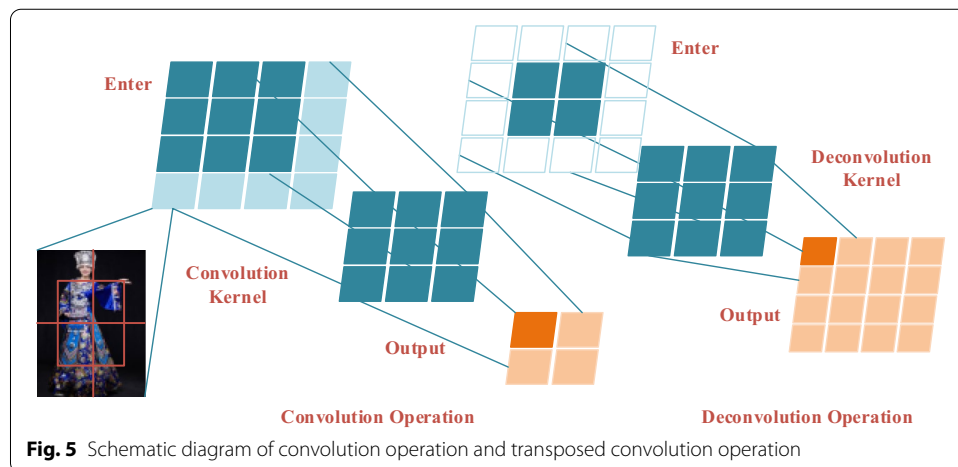 Enter
Enter
Deconvolution
Kernel
Convolution
Kernel
Output
Output
Convolution Operation
Deconvolution Operation
Fig. 5 Schematic diagram of convolution operation and transposed convolution operation